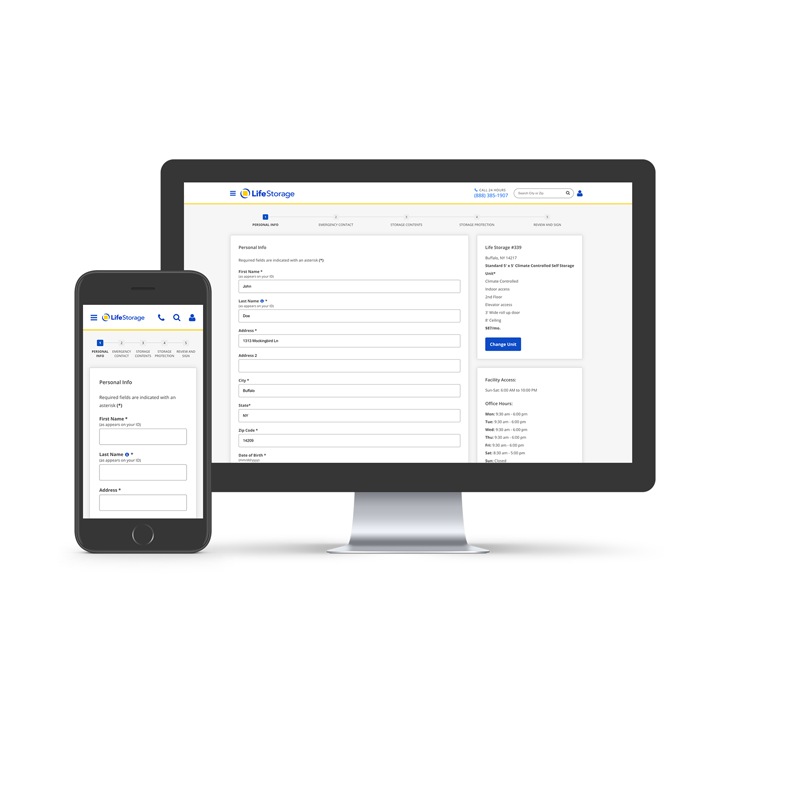 LifeStorage
CALL 24 HOURS
(888) 385-1907
Search City or Zip
1 2 3 4 5
PERSONAL INFO EMERGENCY CONTACT STORAGE CONTENTS STORAGE PROTECTION REVIEW AND SIGN
Personal Info
Required fields are indicated with an asterisk (*)
First Name *
(as appears on your ID)
John
Last Name *
(as appears on your ID)
Doe
Address *
1313 Mockingbird Ln
Address 2
City *
Buffalo
State*
NY
Zip Code *
14209
Date of Birth *
Life Storage #339
Buffalo, NY 14217
Standard 5' x 5' Climate Controlled Self Storage
Unit*
Climate Controlled
Indoor access
2nd Floor
Elevator access
3' Wide roll up door
8' Ceiling
$87/mo.
Change Unit
Facility Access:
Sun-Sat: 6:00 AM to 10:00 PM
Office Hours:
Mon: 9:30 am - 6:00 pm
Tue: 9:30 am - 6:00 pm
Wed: 9:30 am - 6:00 pm
Thu: 9:30 am - 6:00 pm
Fri: 9:30 am - 6:00 pm
Sat: 8:30 am - 5:00 pm
Sun: Closed
LifeStorage
1 2 3 4 5
PERSONAL EMERGENCY STORAGE STORAGE REVIEW AND
INFO CONTACT CONTENTS PROTECTION SIGN
Personal Info
Required fields are indicated with an
asterisk (*)
First Name *
(as appears on your ID)
Last Name *
(as appears on your ID)
Address *